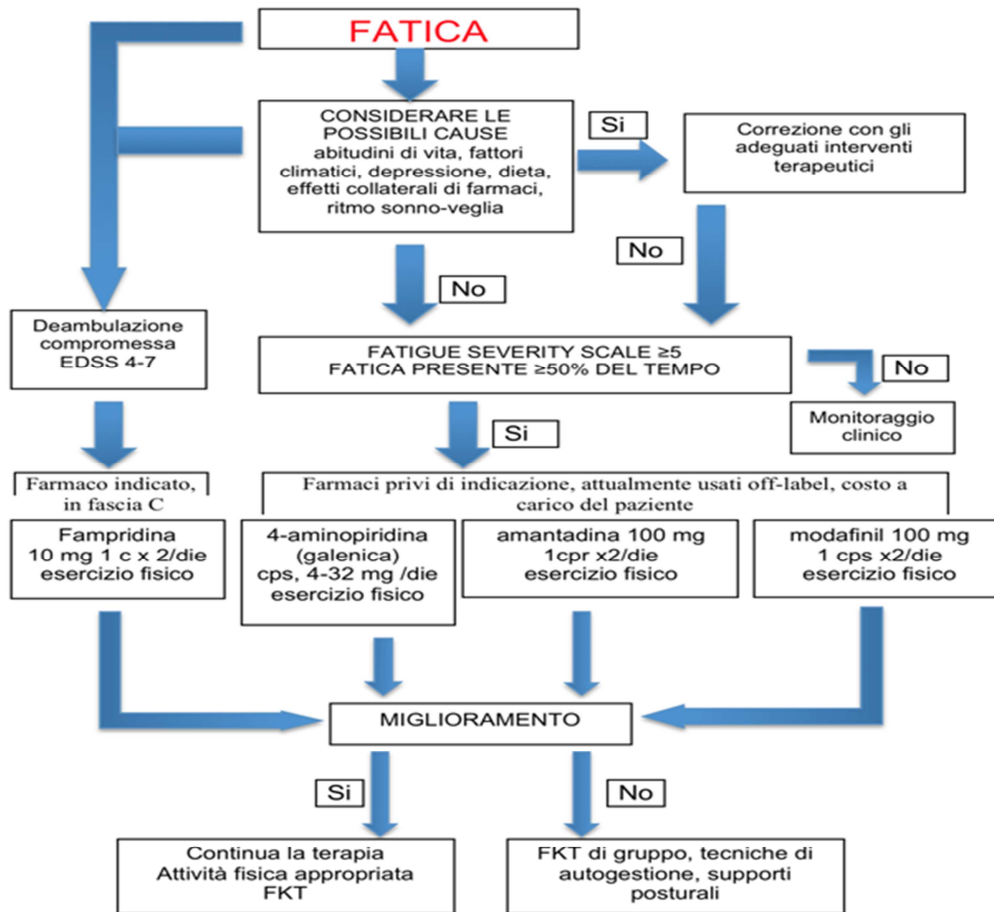 FATICA
CONSIDERARE LE
POSSIBILI CAUSE
abitudini di vita, fattori
climatici, depressione, dieta,
effetti collaterali di farmaci,
ritmo sonno-veglia
Si
Correzione con gli
adeguati interventi
terapeutici
No
No
Deambulazione
compromessa
EDSS 4-7
FATIGUE SEVERITY SCALE ≥5
FATICA PRESENTE ≥50% DEL TEMPO
No
Monitoraggio
clinico
Si
Farmaco indicato,
in fascia C
Farmaci privi di indicazione, attualmente usati off-label, costo a
carico del paziente
Fampridina
10 mg 1 c x 2/die
esercizio fisico
4-aminopiridina
(galenica)
cps, 4-32 mg /die
esercizio fisico
amantadina 100 mg
1cpr x2/die
esercizio fisico
modafinil 100 mg
1 cps x2/die
esercizio fisico
MIGLIORAMENTO
Si
No
Continua la terapia
Attività fisica appropriata
FKT
FKT di gruppo, tecniche di
autogestione, supporti
posturali